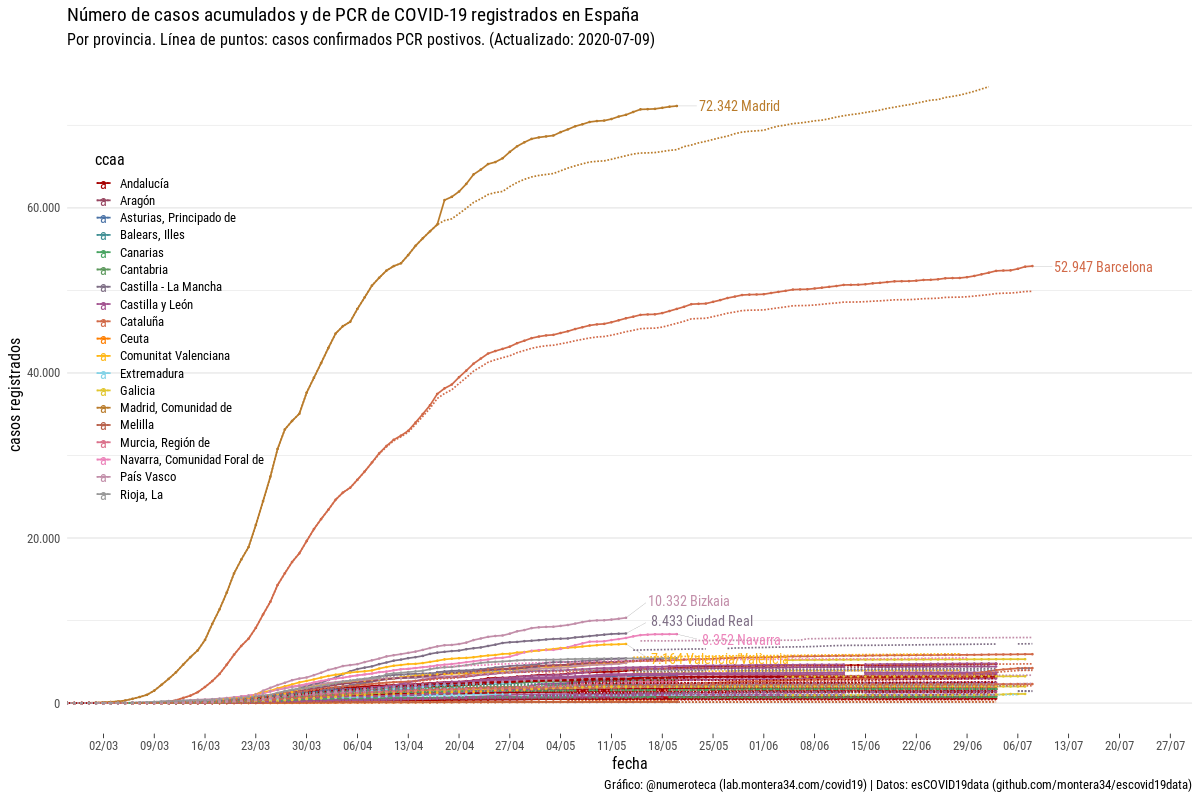 Número de casos acumulados y de PCR de COVID-19 registrados en España
Por provincia. Línea de puntos: casos confirmados PCR postivos. (Actualizado: 2020-07-09)
72.342 Madrid
ccaa
Andalucía
Aragón
Asturias, Principado de
Balears, Illes
Canarias
Cantabria
Castilla - La Mancha
Castilla y León
Cataluña
Ceuta
Comunitat Valenciana
Extremadura
Galicia
Madrid, Comunidad de
Melilla
Murcia, Región de
Navarra, Comunidad Foral de
País Vasco
Rioja, La
52.947 Barcelona
10.332 Bizkaia
8.433 Ciudad Real
8.352 Navarra
casos registrados
60.000
40.000
20.000
0
02/03 09/03 16/03 23/03 30/03 06/04 13/04 20/04 27/04 04/05 11/05 18/05 25/05 01/06 08/06 15/06 22/06 29/06 06/07 13/07 20/07 27/07
fecha
Gráfico: @numeroteca (lab.montera34.com/covid19) | Datos: esCOVID19data (github.com/montera34/escovid19data)